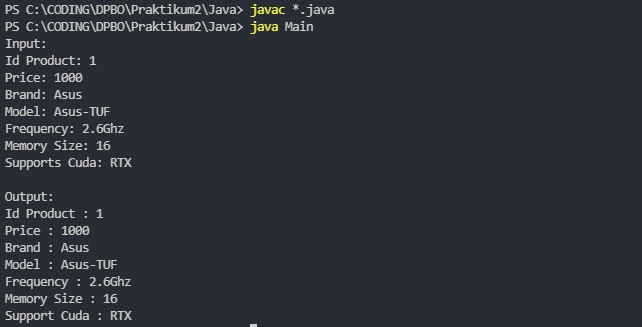 PS C:\CODING\DPBO\Praktikum2\Java> javac *.java
PS C:\CODING\DPBO\Praktikum2\Java> java Main
Input:
Id Product: 1
Price: 1000
Brand: Asus
Model: Asus-TUF
Frequency: 2.6Ghz
Memory Size: 16
Supports Cuda: RTX

Output:
Id Product : 1
Price : 1000
Brand : Asus
Model : Asus-TUF
Frequency : 2.6Ghz
Memory Size : 16
Support Cuda : RTX